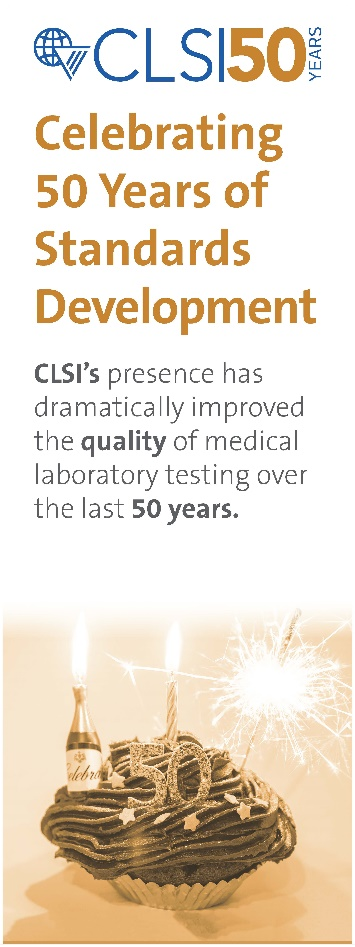 CLSI50 YEARS
Celebrating
50 Years of
Standards
Development
CLSI's presence has
dramatically improved
the quality of medical
laboratory testing over
the last 50 years.
50